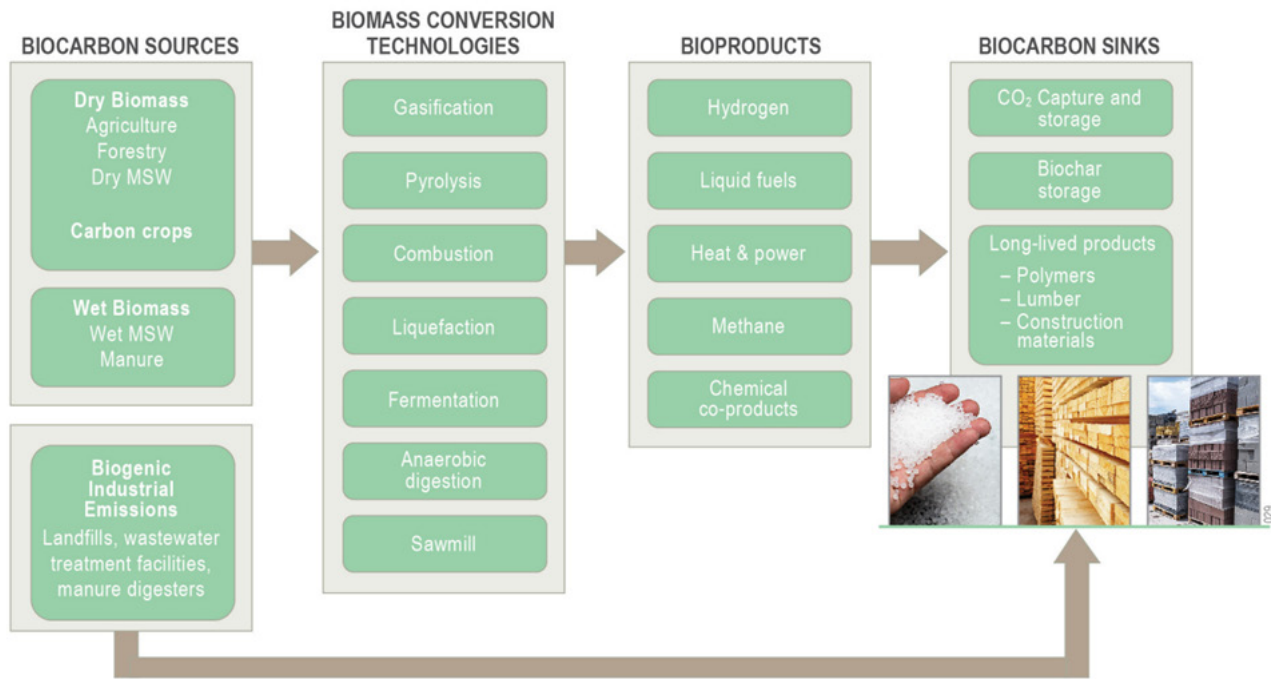 BIOCARBON SOURCES
Dry Biomass
Agriculture
Forestry
Dry MSW
Carbon crops
Wet Biomass
Wet MSW
Manure
Biogenic
Industrial
Emissions
Landfills, wastewater
treatment facilities,
manure digesters
BIOMASS CONVERSION
TECHNOLOGIES
Gasification
Pyrolysis
Combustion
Liquefaction
Fermentation
Anaerobic
digestion
Sawmill
BIOPRODUCTS
Hydrogen
Liquid fuels
Heat & power
Methane
Chemical
co-products
BIOCARBON SINKS
CO₂ Capture and
storage
Biochar
storage
Long-lived products
– Polymers
– Lumber
– Construction
materials
029